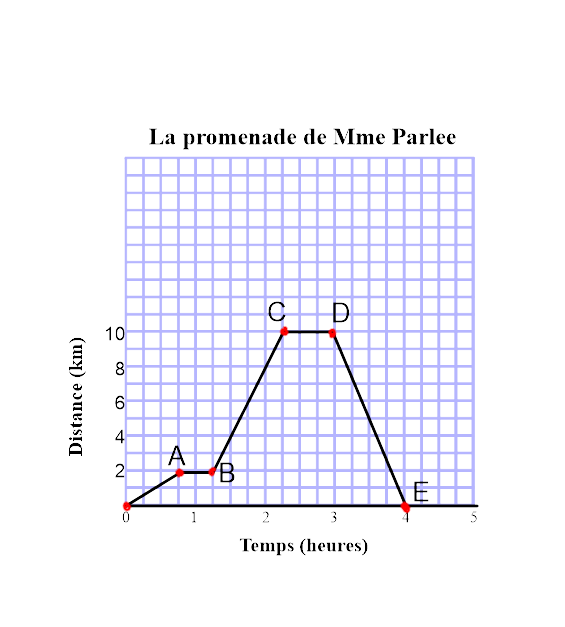 La promenade de Mme Parlee
C
D
10
8
6
4
2
A
B
E
Distance (km)
0 1 2 3 4 5
Temps (heures)